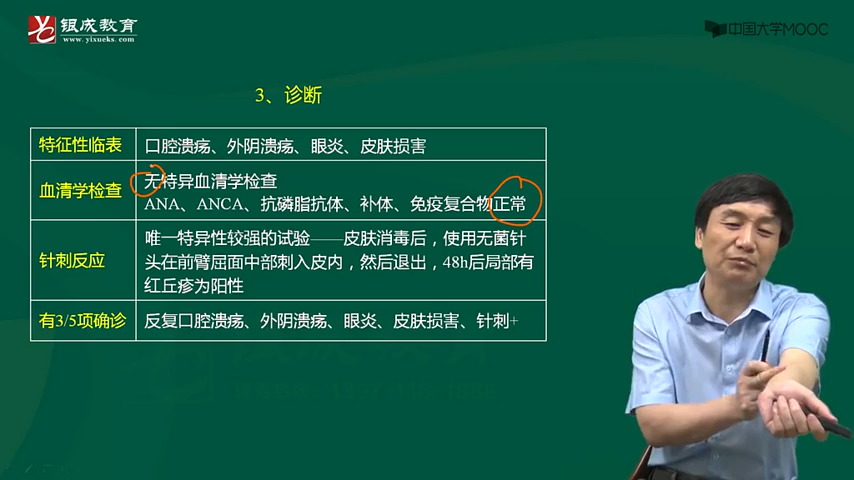 银成教育
www.yixueks.com
中国大学MOOC
3、诊断
特征性临表
口腔溃疡、外阴溃疡、眼炎、皮肤损害
血清学检查
无特异血清学检查
ANA、ANCA、抗磷脂抗体、补体、免疫复合物正常
针刺反应
唯一特异性较强的试验——皮肤消毒后，使用无菌针
头在前臂屈面中部刺入皮内，然后退出，48h后局部有
红丘疹为阳性
有3/5项确诊
反复口腔溃疡、外阴溃疡、眼炎、皮肤损害、针刺+